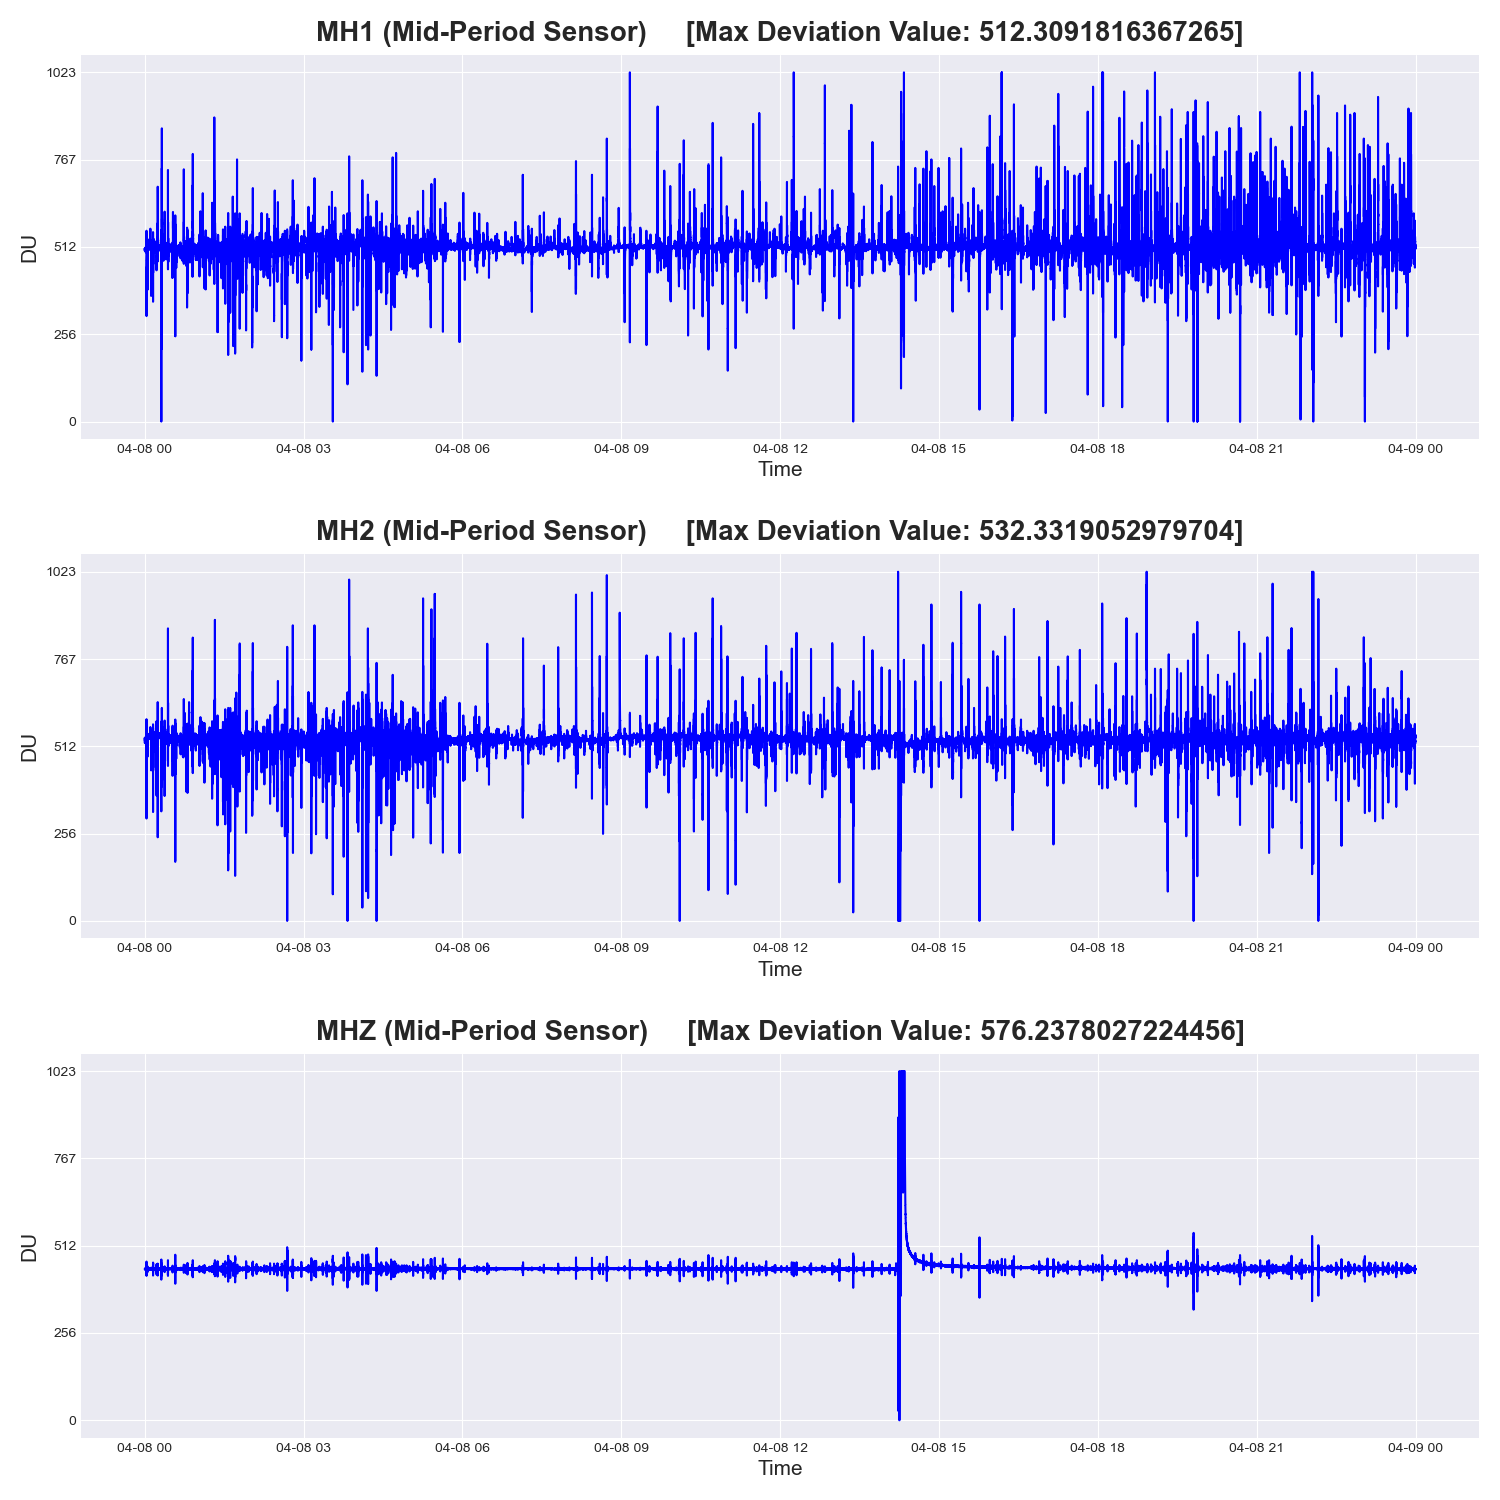 MH1 (Mid-Period Sensor) [Max Deviation Value: 512.3091816367265]
1023
767
512
256
0
DU
04-08 00 04-08 03 04-08 06 04-08 09 04-08 12 04-08 15 04-08 18 04-08 21 04-09 00
Time
MH2 (Mid-Period Sensor) [Max Deviation Value: 532.3319052979704]
1023
767
512
256
0
DU
04-08 00 04-08 03 04-08 06 04-08 09 04-08 12 04-08 15 04-08 18 04-08 21 04-09 00
Time
MHZ (Mid-Period Sensor) [Max Deviation Value: 576.2378027224456]
1023
767
512
256
0
DU
04-08 00 04-08 03 04-08 06 04-08 09 04-08 12 04-08 15 04-08 18 04-08 21 04-09 00
Time